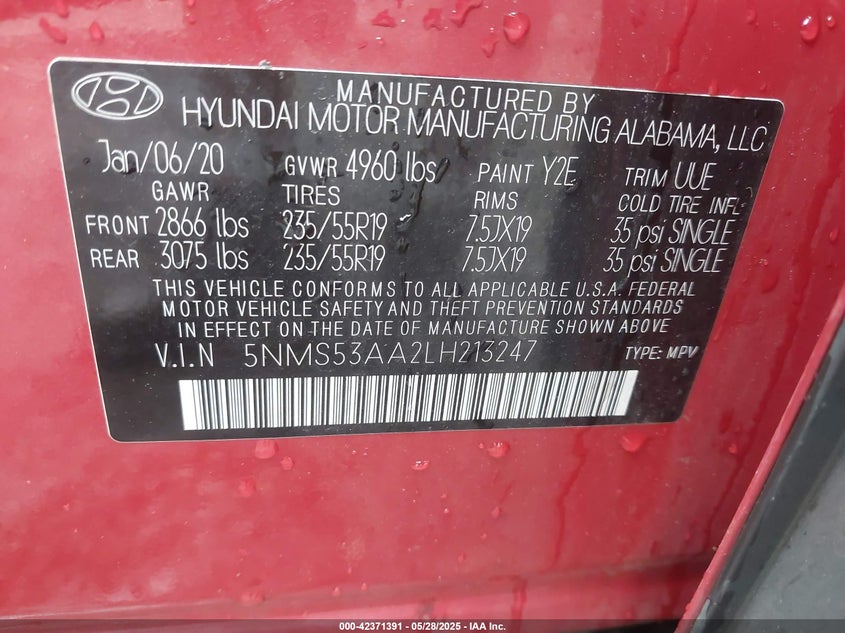 MANUFACTURED BY
HYUNDAI MOTOR MANUFACTURING ALABAMA, LLC
Jan/06/20 GVWR 4960 lbs PAINT Y2E TRIM UUE
GAWR TIRES RIMS COLD TIRE INFL.
FRONT 2866 lbs 235/55R19 7.5JX19 35 psi SINGLE
REAR 3075 lbs 235/55R19 7.5JX19 35 psi SINGLE
THIS VEHICLE CONFORMS TO ALL APPLICABLE U.S.A. FEDERAL
MOTOR VEHICLE SAFETY AND THEFT PREVENTION STANDARDS
IN EFFECT ON THE DATE OF MANUFACTURE SHOWN ABOVE
V.I.N 5NMS53AA2LH213247 TYPE: MPV
000-42371391 - 05/28/2025 - IAA Inc.